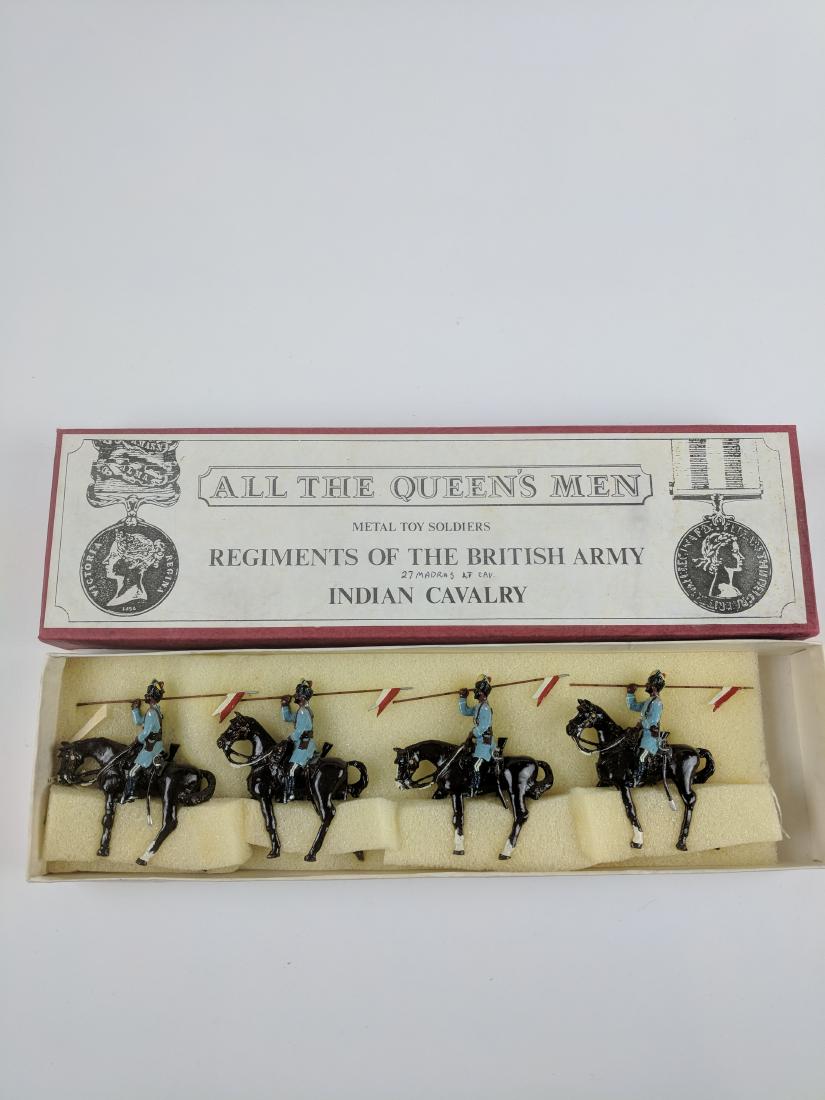 ALL THE QUEEN'S MEN
METAL TOY SOLDIERS
REGIMENTS OF THE BRITISH ARMY
27 MADRAS LT CAV.
INDIAN CAVALRY
VICTORIA REGINA